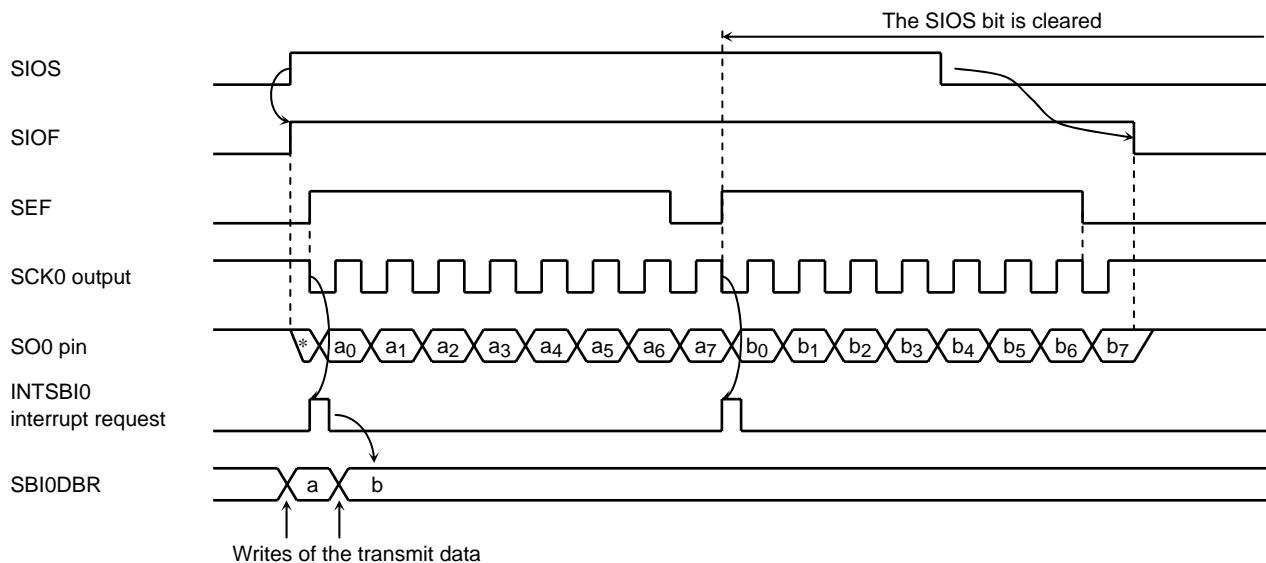 The SIOS bit is cleared
SIOS
SIOF
SEF
SCK0 output
SO0 pin
* a0 a1 a2 a3 a4 a5 a6 a7 b0 b1 b2 b3 b4 b5 b6 b7
INTSBI0
interrupt request
SBI0DBR
a b
Writes of the transmit data